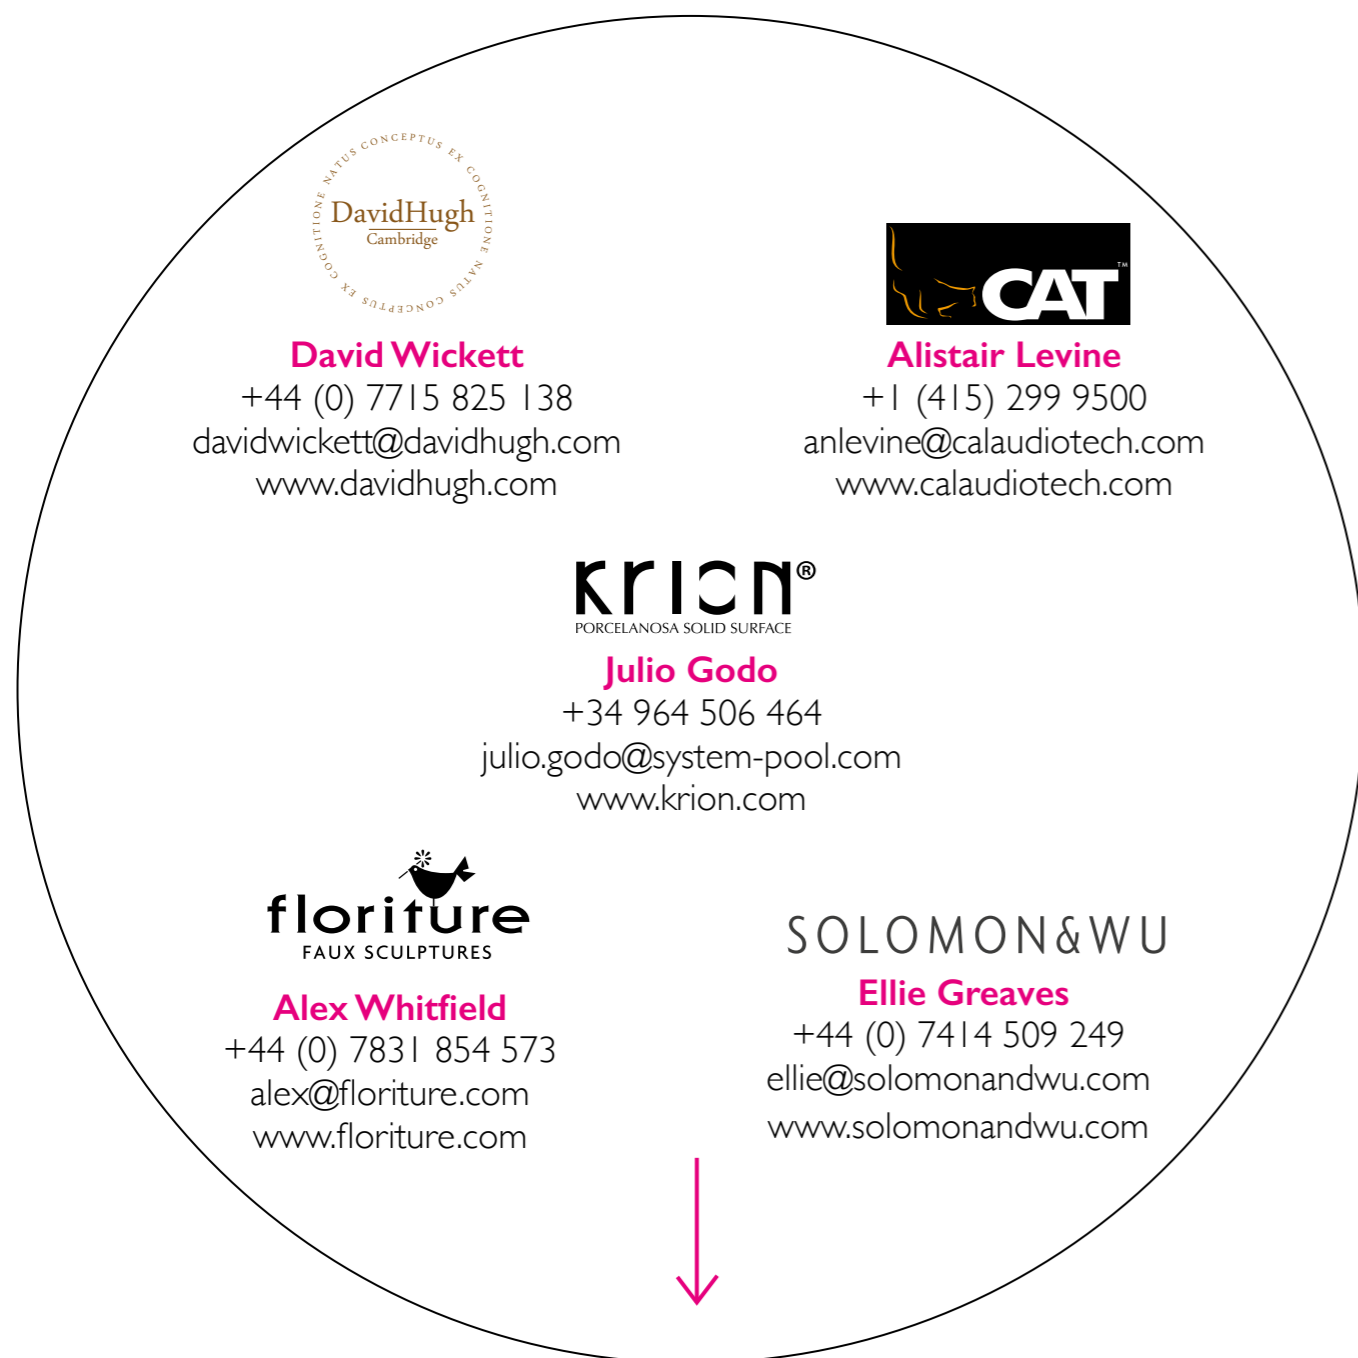 NATUS CONCEPTUS EX COGNITIONE NATUS CONCEPTUS EX COGNITIONE
DavidHugh
Cambridge
David Wickett
+44 (0) 7715 825 138
davidwickett@davidhugh.com
www.davidhugh.com
CAT™
Alistair Levine
+1 (415) 299 9500
anlevine@calaudiotech.com
www.calaudiotech.com
KRION®
PORCELANOSA SOLID SURFACE
Julio Godo
+34 964 506 464
julio.godo@system-pool.com
www.krion.com
floriture
FAUX SCULPTURES
Alex Whitfield
+44 (0) 7831 854 573
alex@floriture.com
www.floriture.com
SOLOMON&WU
Ellie Greaves
+44 (0) 7414 509 249
ellie@solomonandwu.com
www.solomonandwu.com